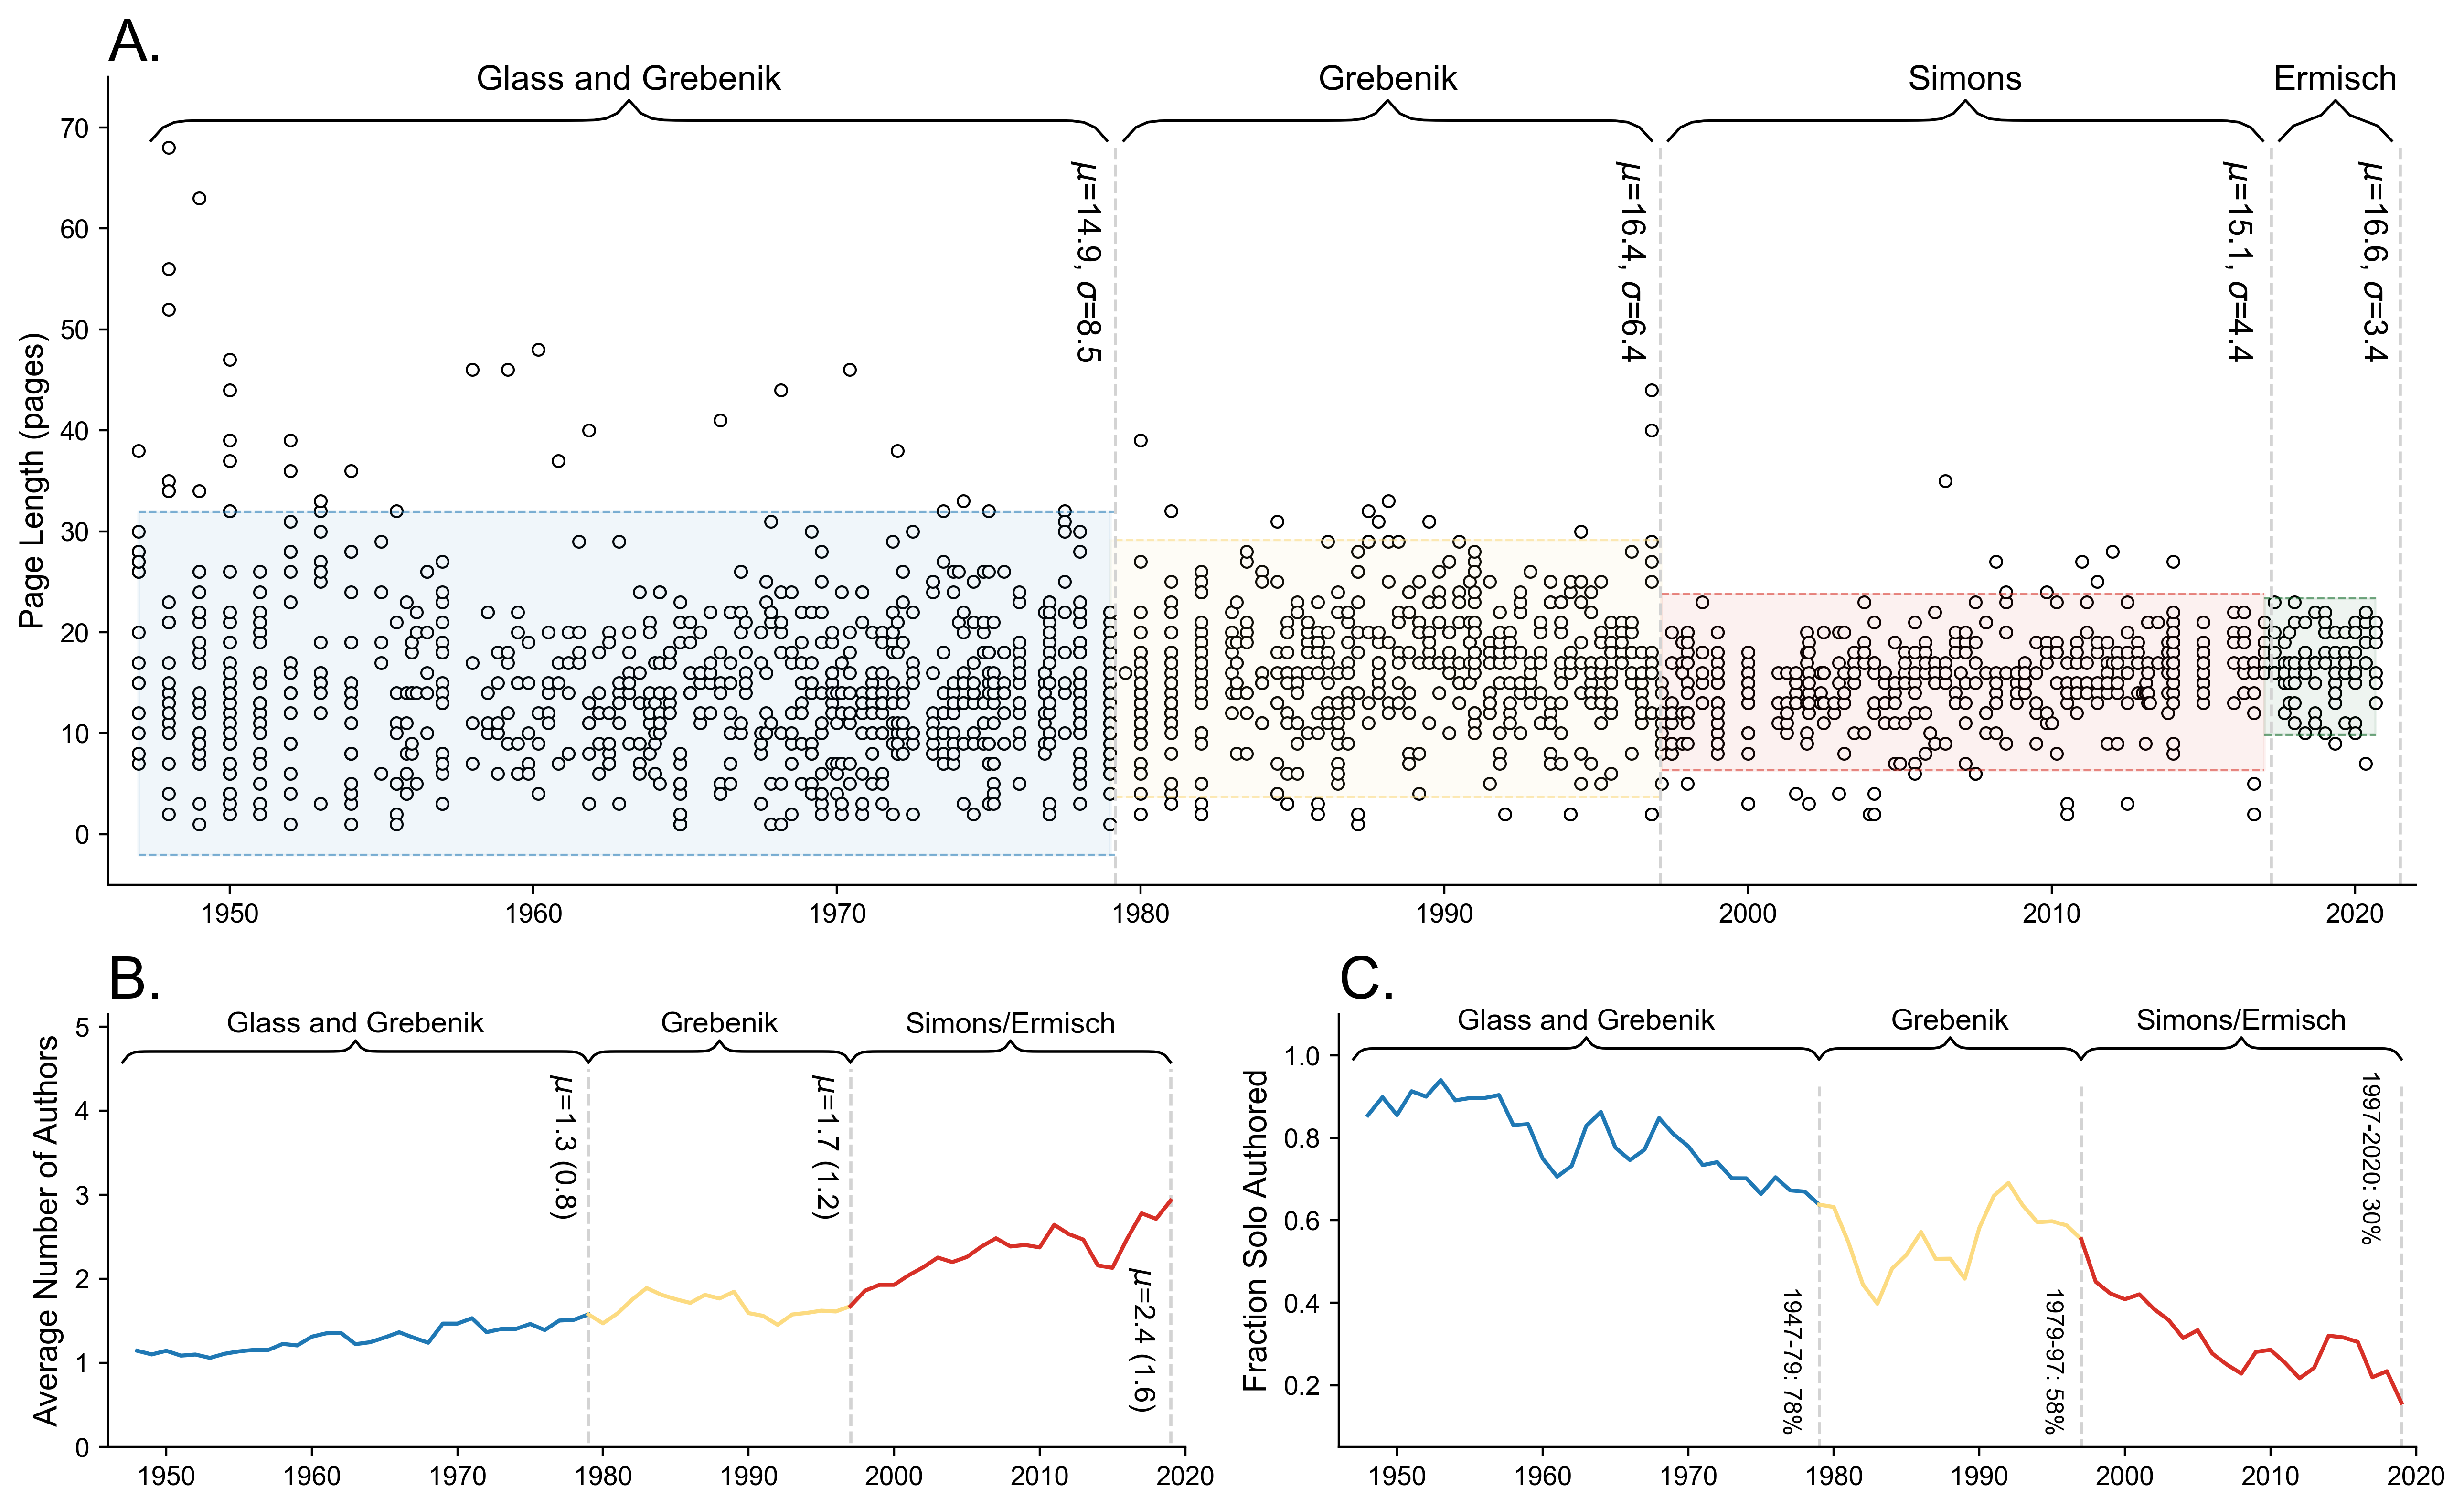 A.
Glass and Grebenik
Grebenik
Simons
Ermisch
Page Length (pages)
70
60
50
40
30
20
10
0
μ=14.9, σ=8.5
μ=16.4, σ=6.4
μ=15.1, σ=4.4
μ=16.6, σ=3.4
1950
1960
1970
1980
1990
2000
2010
2020
B.
Glass and Grebenik
Grebenik
Simons/Ermisch
Average Number of Authors
5
4
3
2
1
0
μ=1.3 (0.8)
μ=1.7 (1.2)
μ=2.4 (1.6)
1950
1960
1970
1980
1990
2000
2010
2020
C.
Glass and Grebenik
Grebenik
Simons/Ermisch
Fraciton Solo Authored
1.0
0.8
0.6
0.4
0.2
1947-79: 78%
1979-97: 58%
1997-2020: 30%
1950
1960
1970
1980
1990
2000
2010
2020